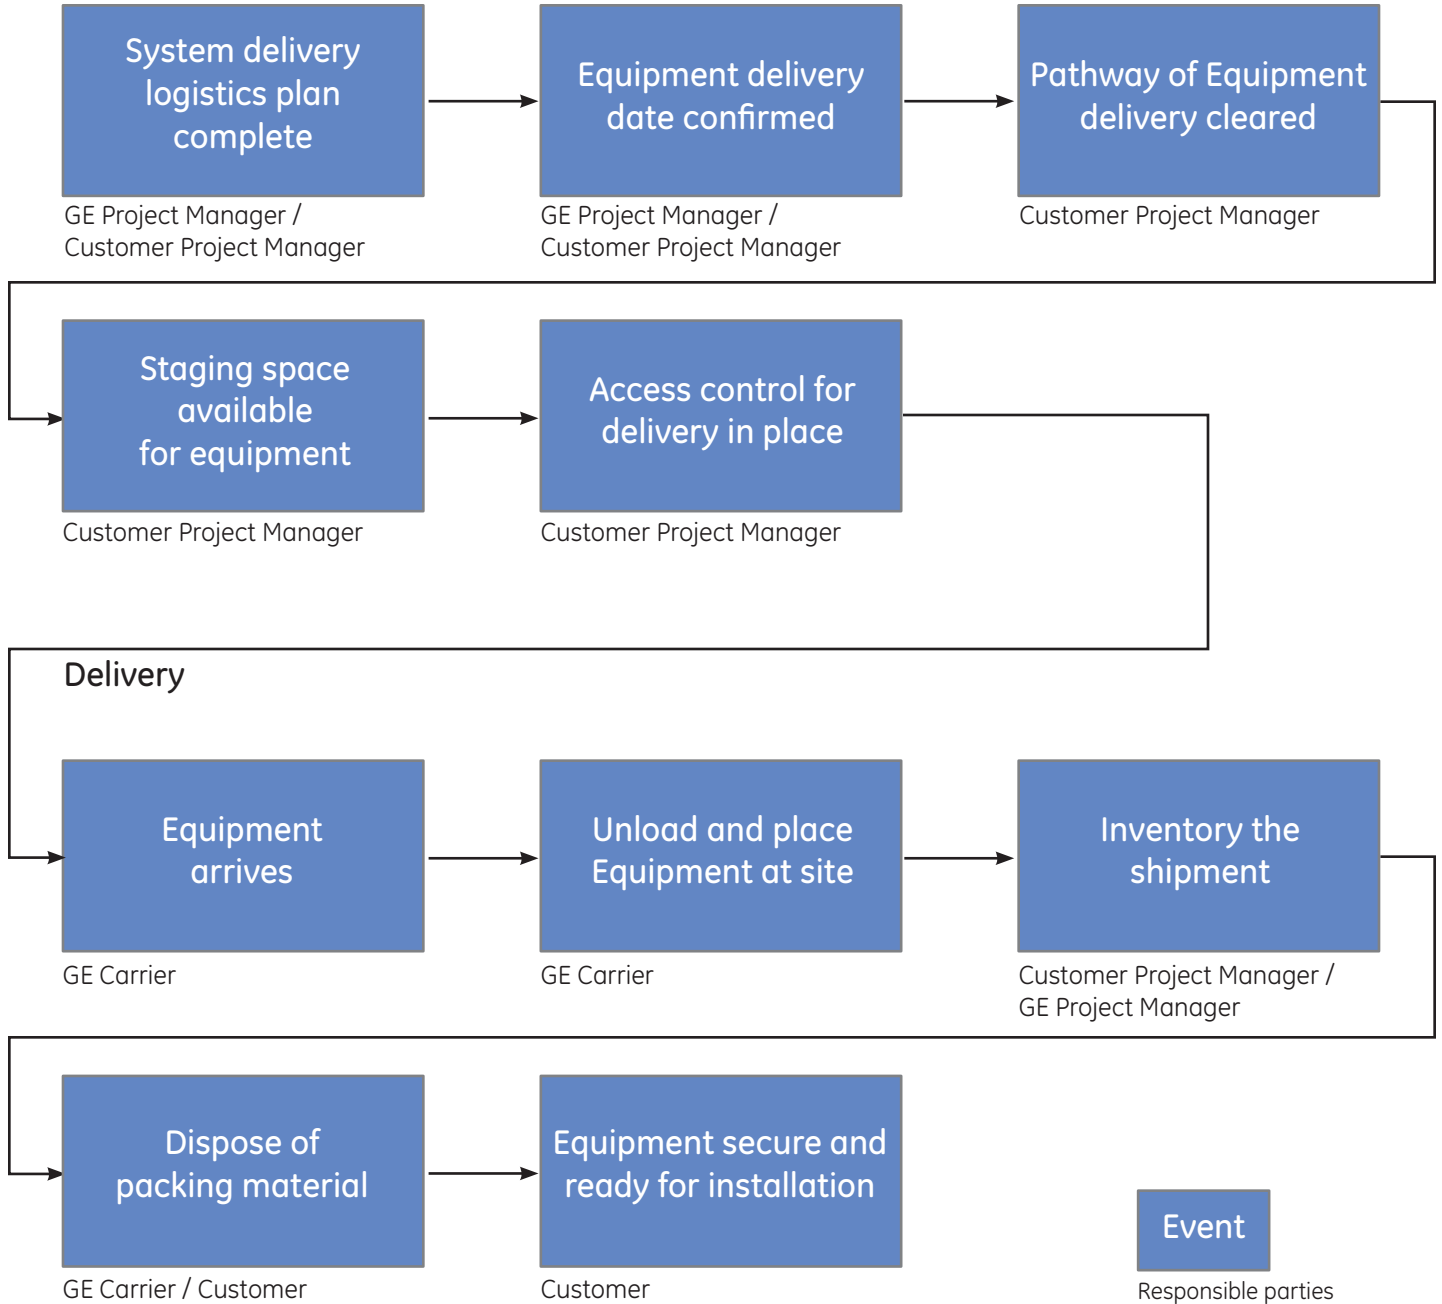 System delivery
logistics plan
complete
GE Project Manager /
Customer Project Manager
Equipment delivery
date confirmed
GE Project Manager /
Customer Project Manager
Pathway of Equipment
delivery cleared
Customer Project Manager
Staging space
available
for equipment
Customer Project Manager
Access control for
delivery in place
Customer Project Manager
Delivery
Equipment
arrives
GE Carrier
Unload and place
Equipment at site
GE Carrier
Inventory the
shipment
Customer Project Manager /
GE Project Manager
Dispose of
packing material
GE Carrier / Customer
Equipment secure and
ready for installation
Customer
Event
Responsible parties